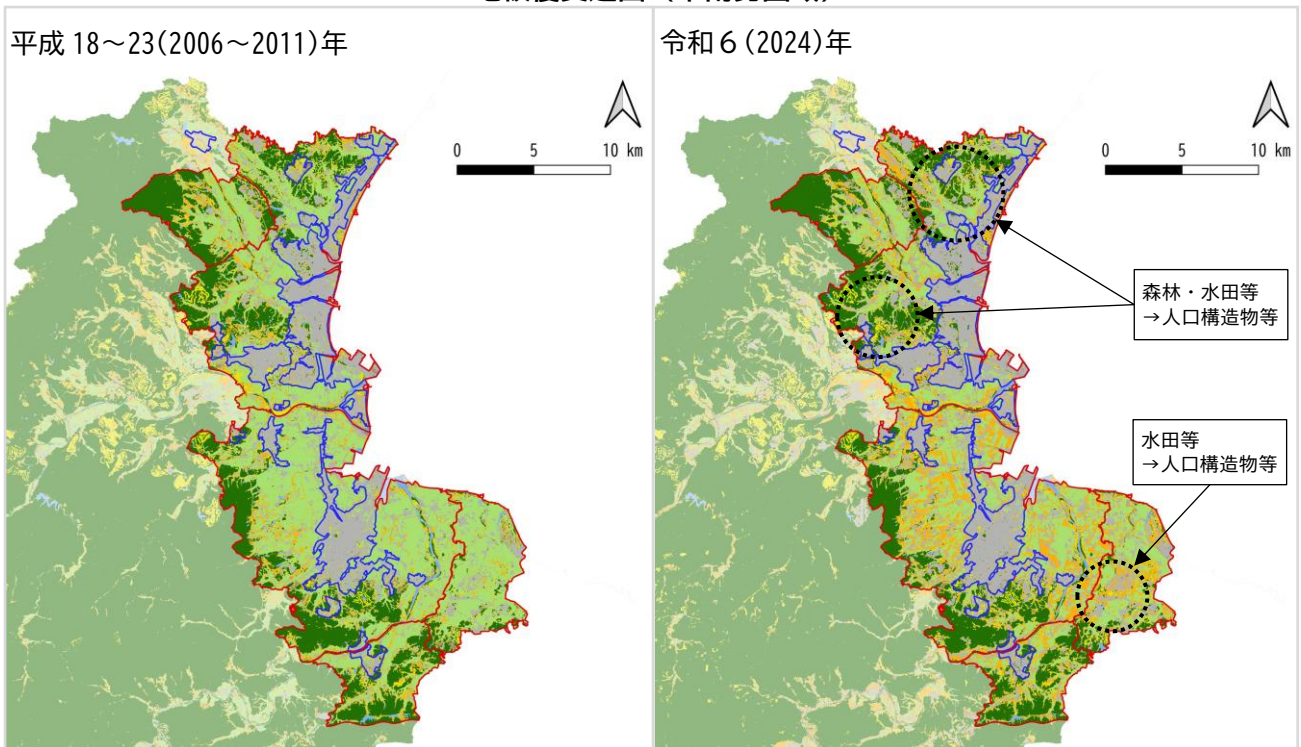 平成 18～23(2006～2011)年
令和６(2024)年
0 5 10 km
0 5 10 km
森林・水田等
→人口構造物等
水田等
→人口構造物等